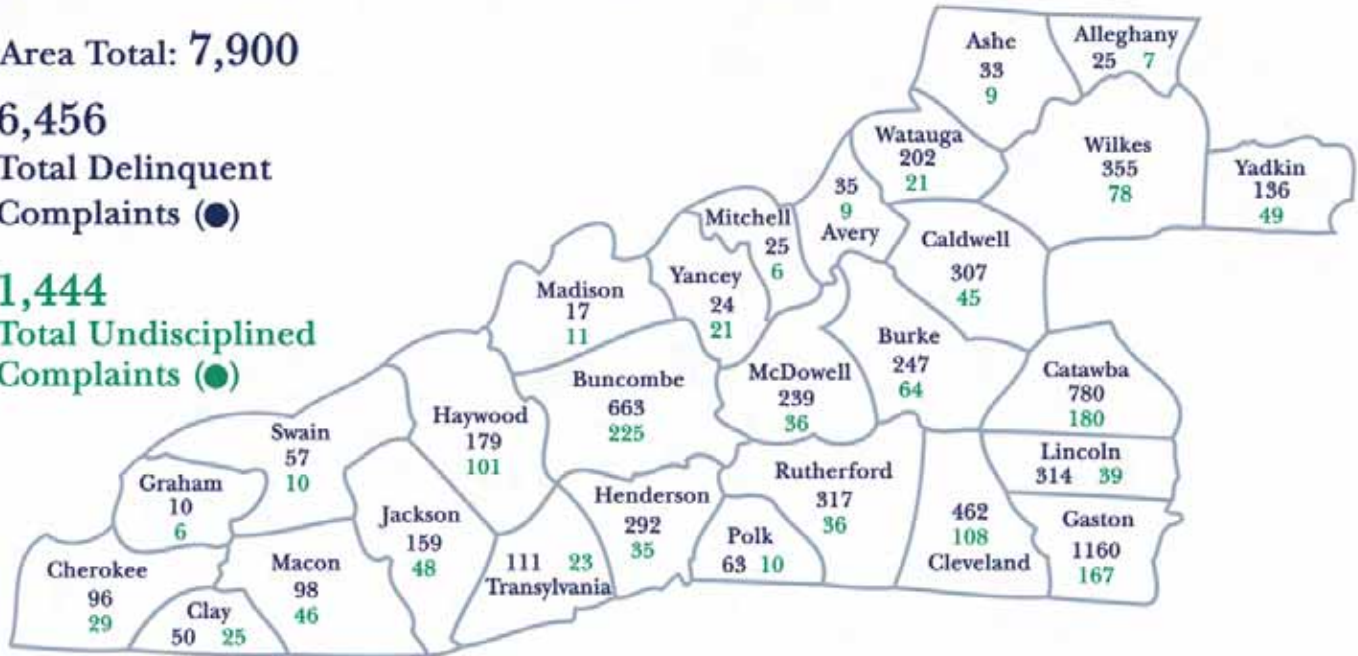 Area Total: 7,900
6,456
Total Delinquent
Complaints (●)
1,444
Total Undisciplined
Complaints (●)
Ashe
33
9
Alleghany
25 7
Watauga
202
21
Wilkes
355
78
Yadkin
136
49
35
9
Avery
Mitchell
25
6
Caldwell
307
45
Madison
17
11
Yancey
24
21
Burke
247
64
McDowell
239
36
Catawba
780
180
Buncombe
663
225
Haywood
179
101
Swain
57
10
Lincoln
314 39
Graham
10
6
Rutherford
317
36
Henderson
292
35
Jackson
159
48
462
108
Cleveland
Gaston
1160
167
Polk
63 10
111 23
Transylvania
Macon
98
46
Cherokee
96
29
Clay
50 25